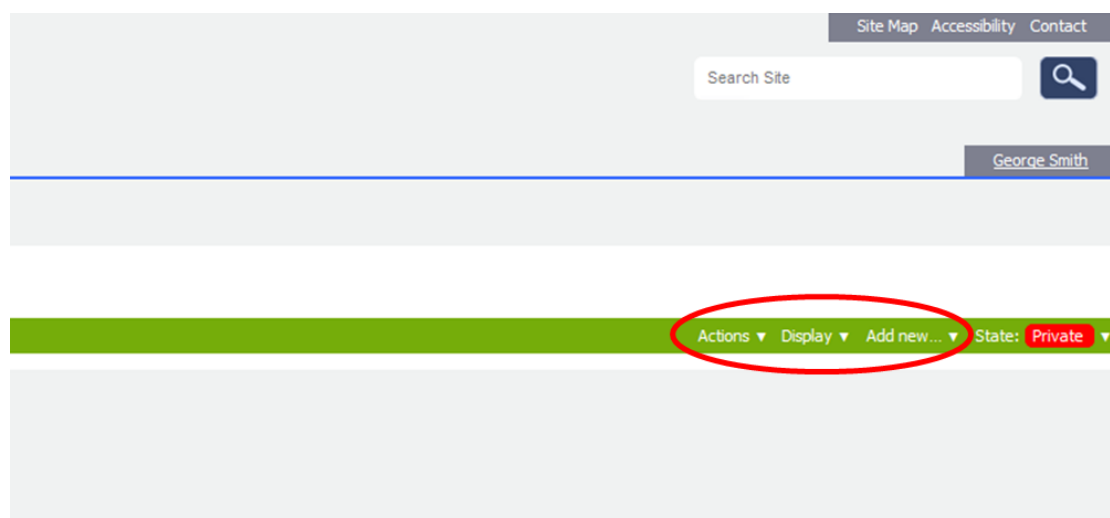 Site Map Accessibility Contact
Search Site
George Smith
Actions ▼ Display ▼ Add new... ▼ State: Private ▼